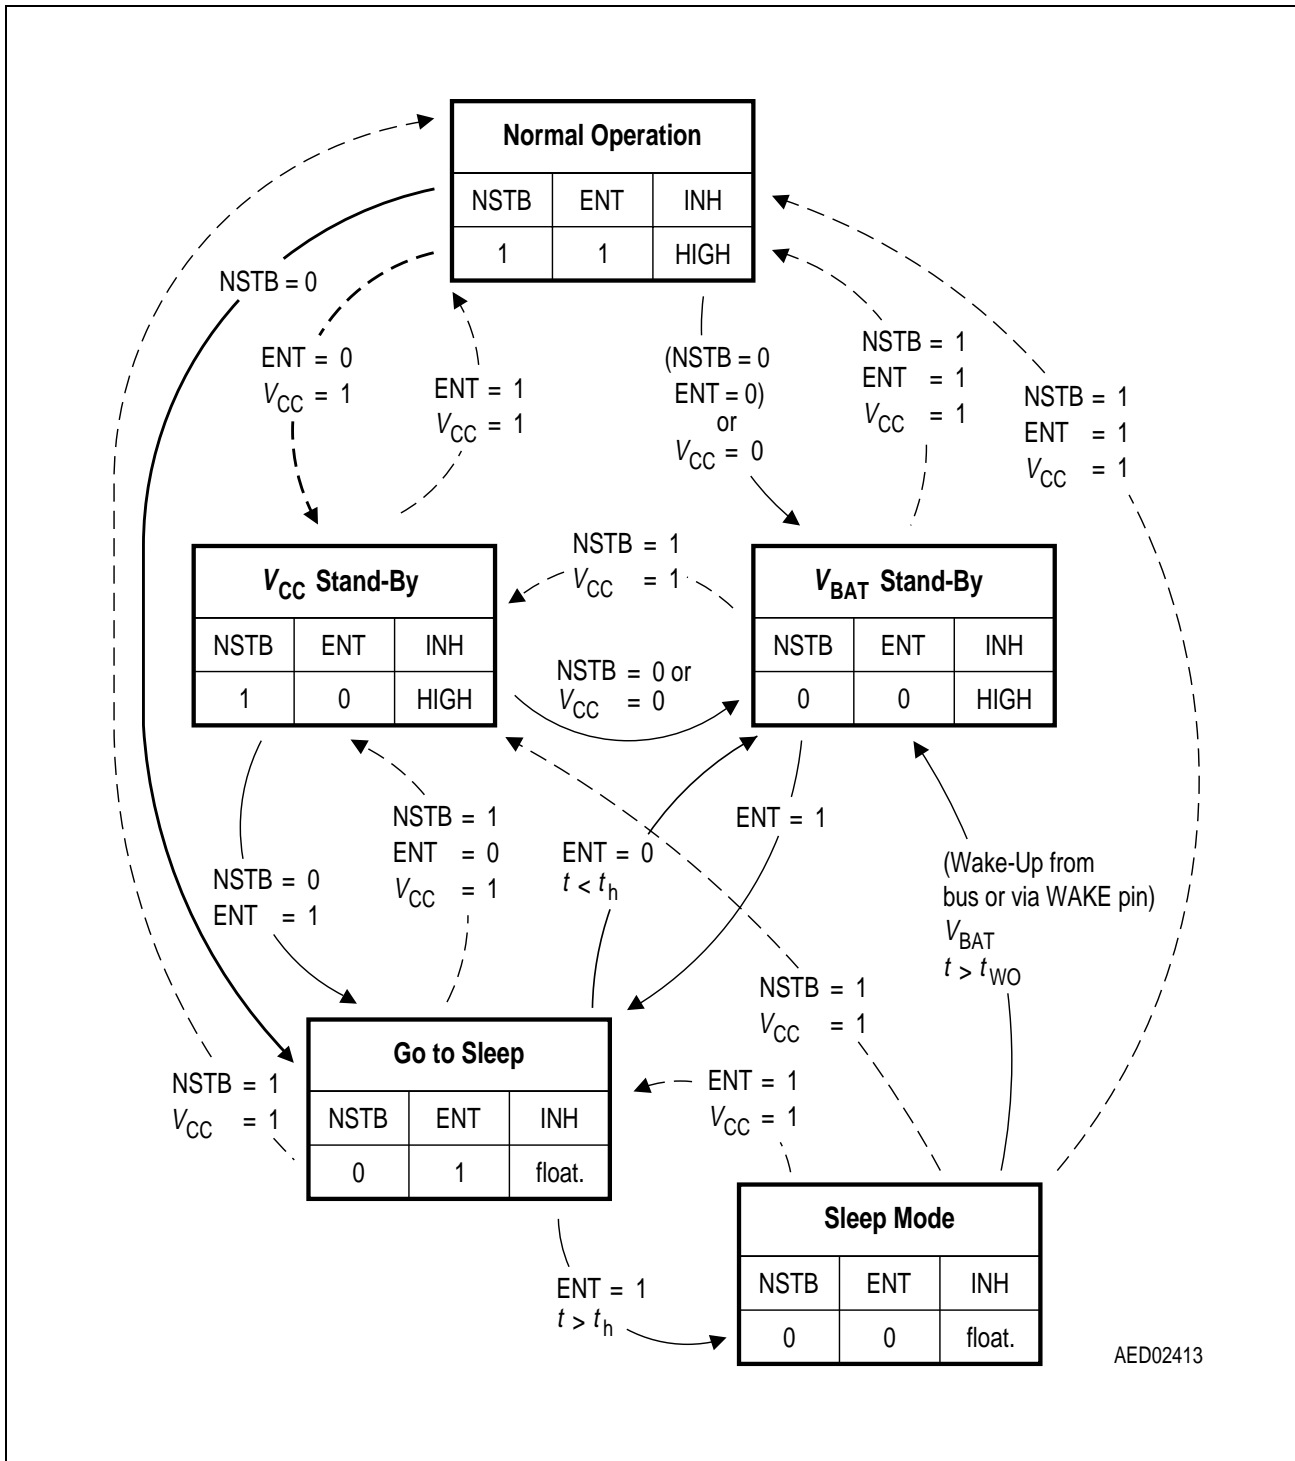 Normal Operation
NSTB ENT INH
1 1 HIGH
NSTB = 0
ENT = 0
VCC = 1
ENT = 1
VCC = 1
(NSTB = 0
ENT = 0)
or
VCC = 0
NSTB = 1
ENT = 1
VCC = 1
NSTB = 1
ENT = 1
VCC = 1
VCC Stand-By
NSTB ENT INH
1 0 HIGH
NSTB = 1
VCC = 1
NSTB = 0 or
VCC = 0
VBAT Stand-By
NSTB ENT INH
0 0 HIGH
NSTB = 0
ENT = 1
NSTB = 1
ENT = 0
VCC = 1
ENT = 0
t < th
ENT = 1
(Wake-Up from
bus or via WAKE pin)
VBAT
t > tWO
NSTB = 1
VCC = 1
NSTB = 1
VCC = 1
Go to Sleep
NSTB ENT INH
0 1 float.
ENT = 1
VCC = 1
ENT = 1
t > th
Sleep Mode
NSTB ENT INH
0 0 float.
AED02413